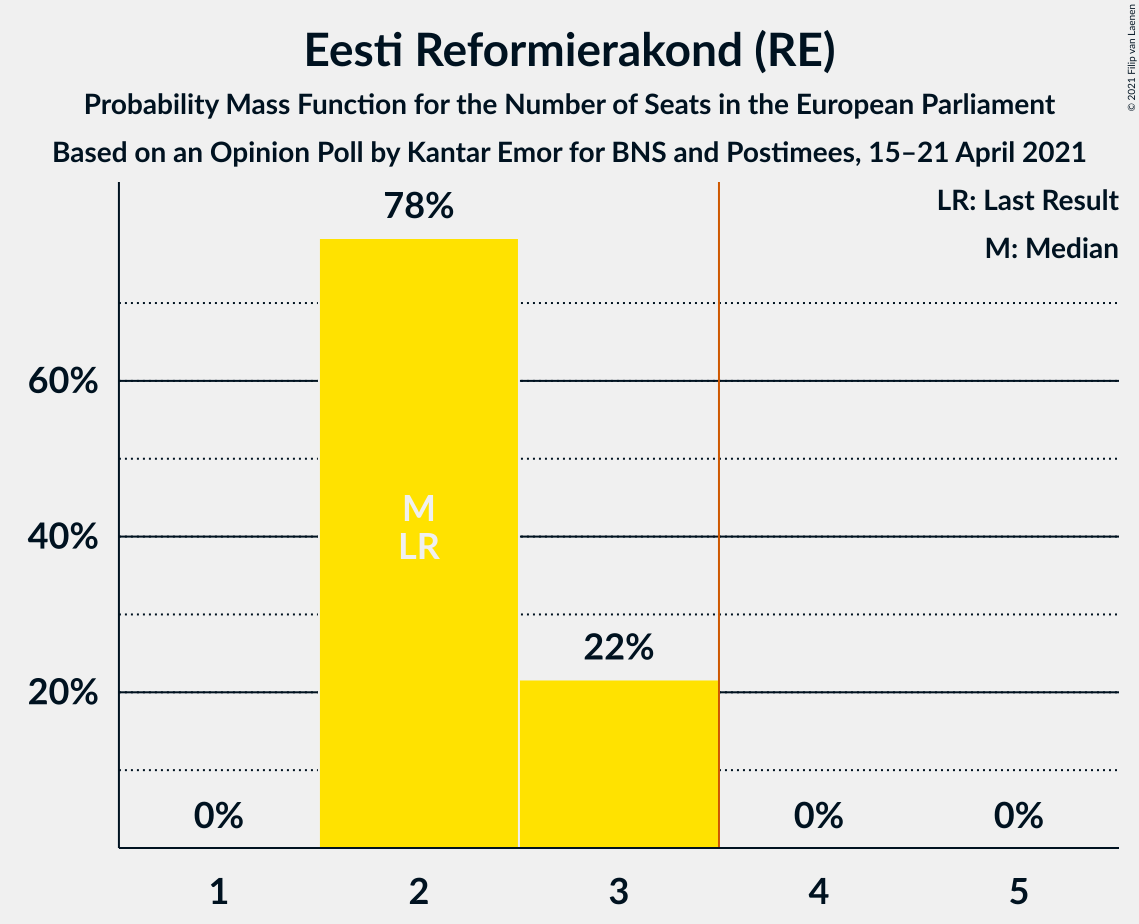 Eesti Reformierakond (RE)
Probability Mass Function for the Number of Seats in the European Parliament
Based on an Opinion Poll by Kantar Emor for BNS and Postimees, 15–21 April 2021
© 2021 Filip van Laenen
LR: Last Result
M: Median
78%
60%
M
40%
LR
22%
20%
0%
0%
0%
1
2
3
4
5